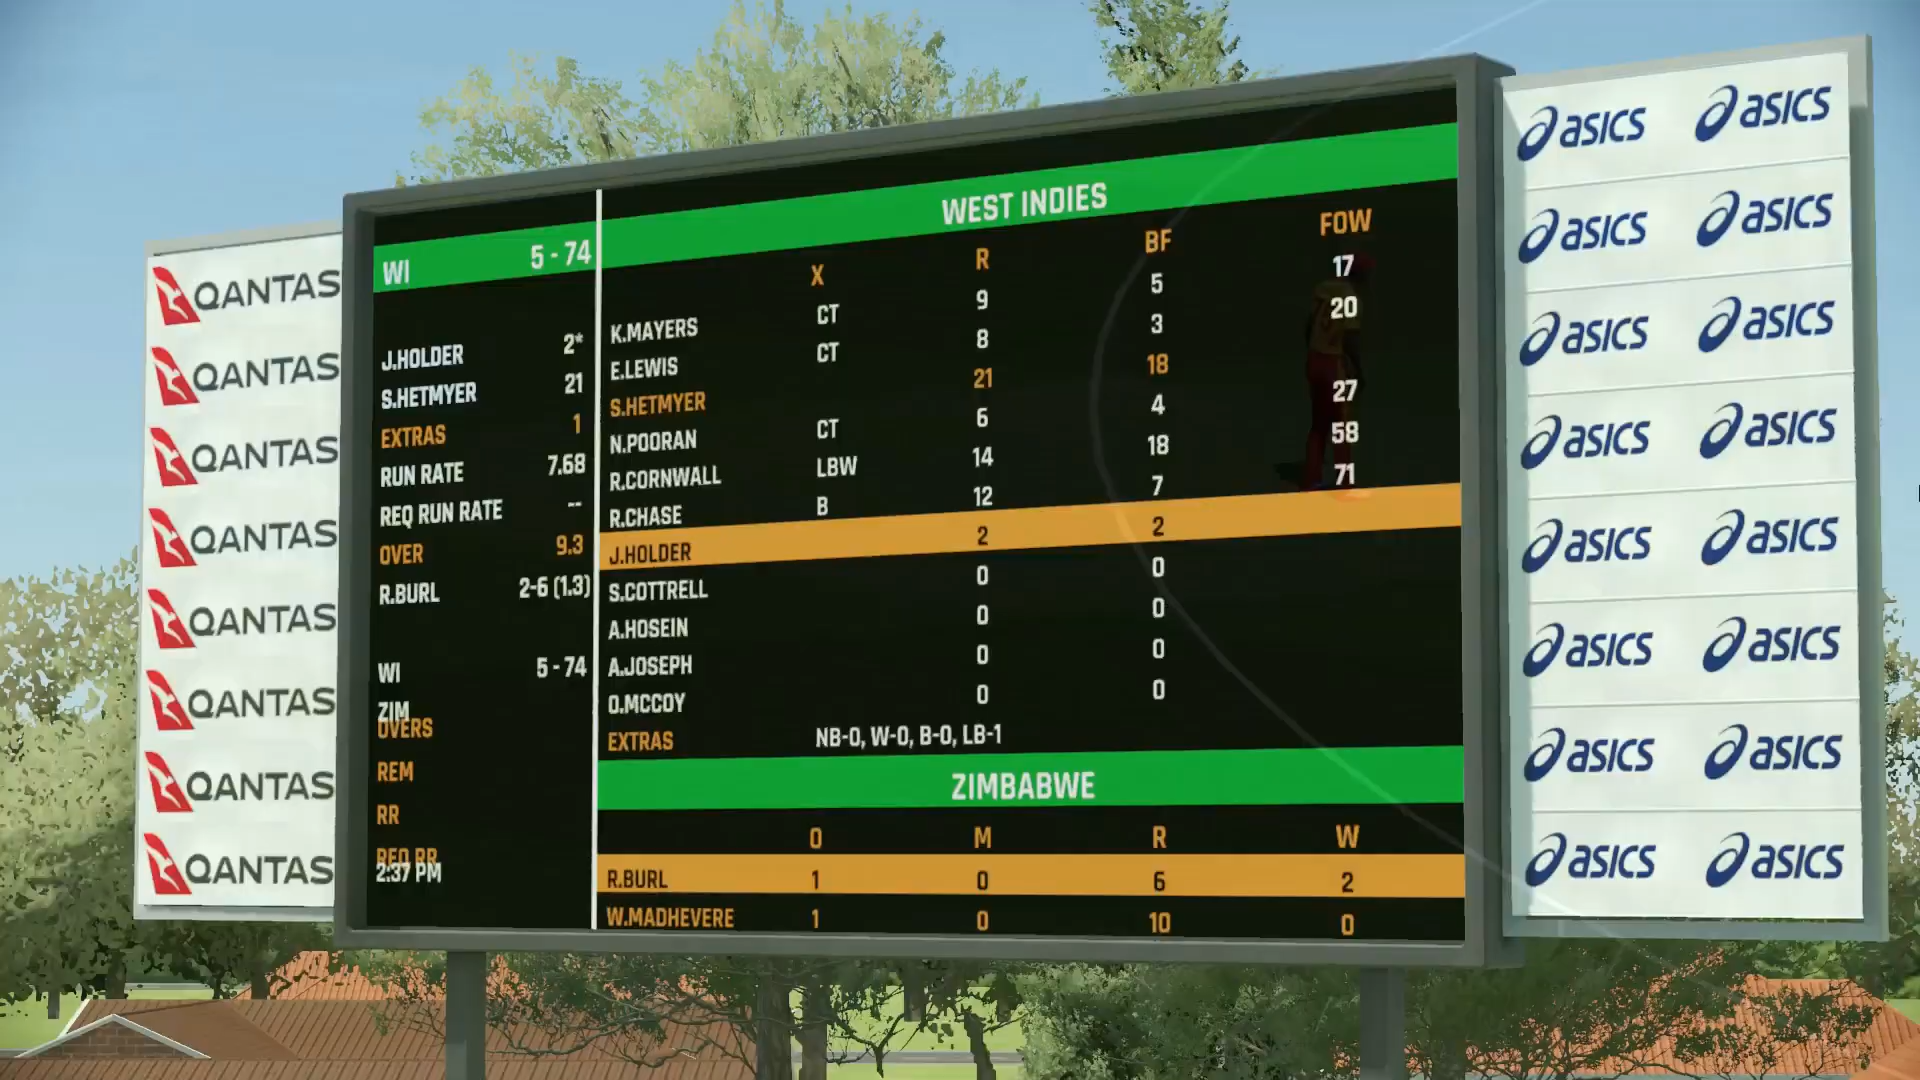 QANTAS
QANTAS
QANTAS
QANTAS
QANTAS
QANTAS
QANTAS
QANTAS
WI 5 - 74
J.HOLDER 2*
S.HETMYER 21
EXTRAS 1
RUN RATE 7.68
REQ RUN RATE --
OVER 9.3
R.BURL 2-6 (1.3)
WI 5 - 74
ZIM
OVERS
REM
RR
REQ RR
2:37 PM
WEST INDIES
X R BF FOW
K.MAYERS CT 9 5 17
E.LEWIS CT 8 3 20
S.HETMYER 21 18
N.POORAN CT 6 4 27
R.CORNWALL LBW 14 18 58
R.CHASE B 12 7 71
J.HOLDER 2 2
S.COTTRELL 0 0
A.HOSEIN 0 0
A.JOSEPH 0 0
O.MCCOY 0 0
EXTRAS NB-0, W-0, B-0, LB-1
ZIMBABWE
O M R W
R.BURL 1 0 6 2
W.MADHEVERE 1 0 10 0
asics asics
asics asics
asics asics
asics asics
asics asics
asics asics
asics asics
asics asics